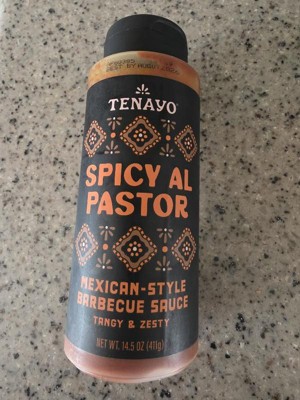 TENAYO
SPICY AL
PASTOR
MEXICAN-STYLE
BARBECUE SAUCE
TANGY & ZESTY
NET WT. 14.5 OZ (411g)